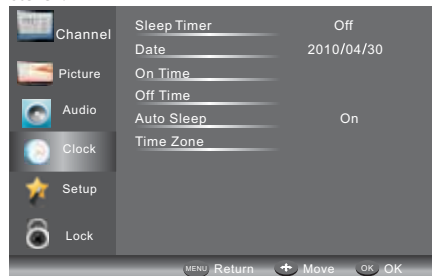 Channel
Picture
Audio
Clock
Setup
Lock
Sleep Timer Off
Date 2010/04/30
On Time
Off Time
Auto Sleep On
Time Zone
MENU Return Move OK OK